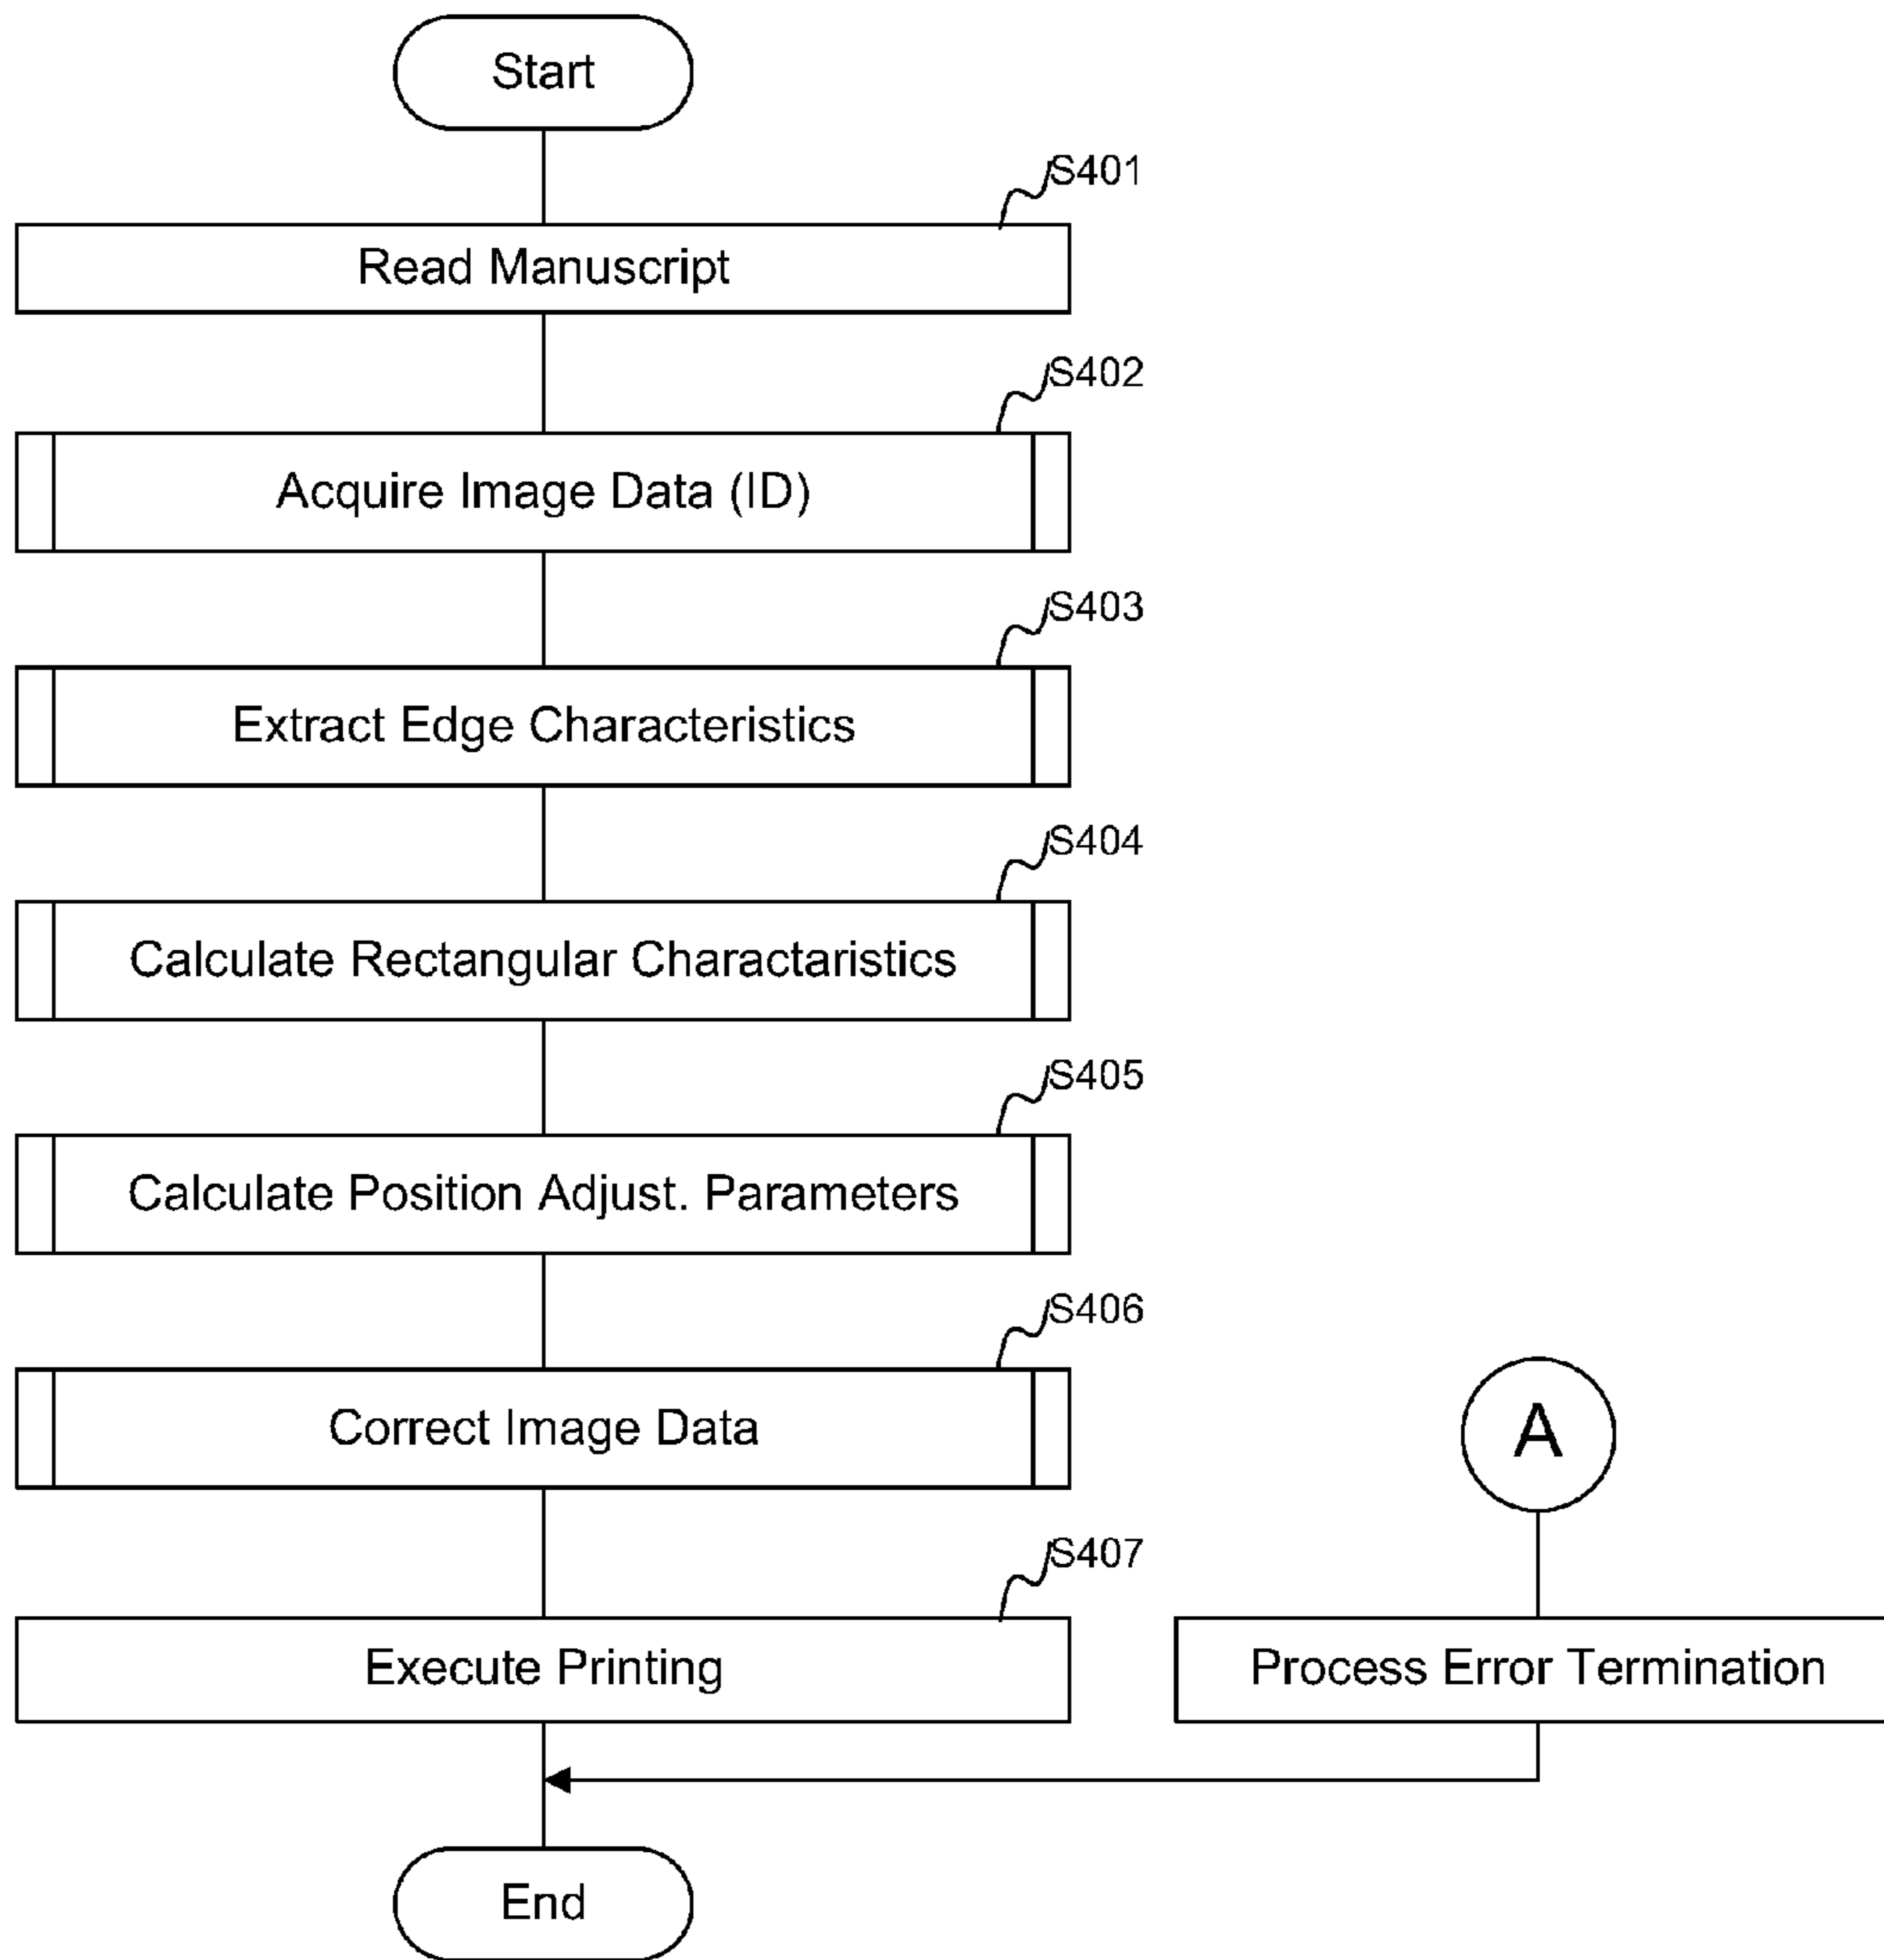 Start
S401
Read Manuscript
S402
Acquire Image Data (ID)
S403
Extract Edge Characteristics
S404
Calculate Rectangular Charactaristics
S405
Calculate Position Adjust. Parameters
S406
Correct Image Data
A
S407
Execute Printing
Process Error Termination
End